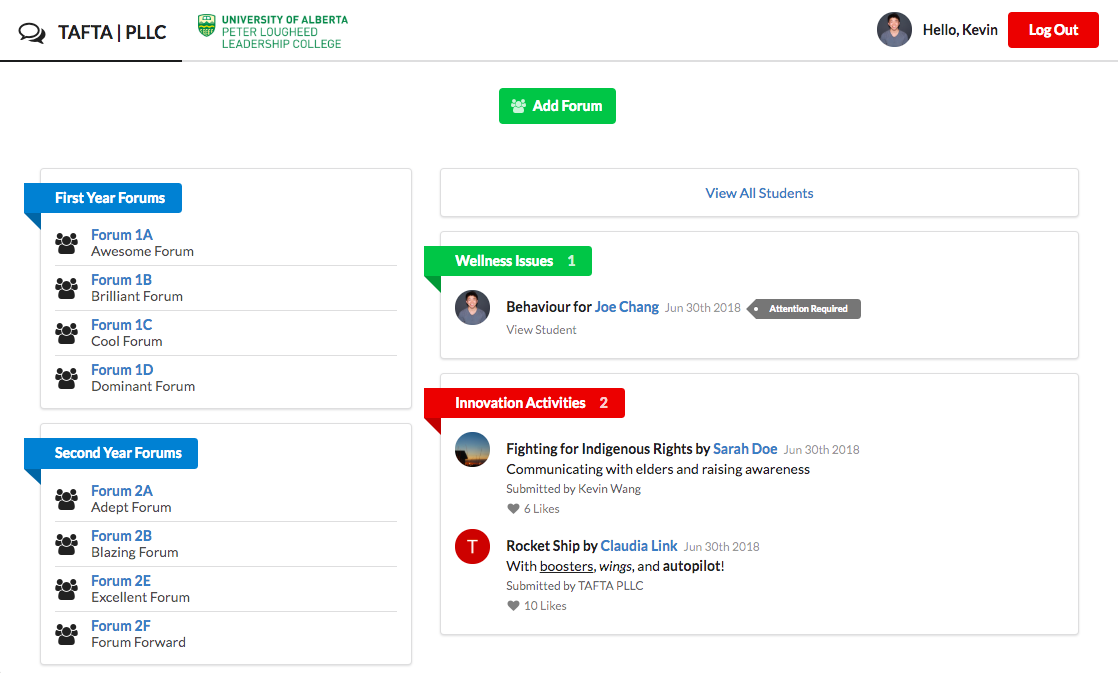 TAFTA | PLLC
UNIVERSITY OF ALBERTA
PETER LOUGHEED
LEADERSHIP COLLEGE
Hello, Kevin
Log Out
Add Forum
First Year Forums
Forum 1A
Awesome Forum
Forum 1B
Brilliant Forum
Forum 1C
Cool Forum
Forum 1D
Dominant Forum
Second Year Forums
Forum 2A
Adept Forum
Forum 2B
Blazing Forum
Forum 2E
Excellent Forum
Forum 2F
Forum Forward
View All Students
Wellness Issues 1
Behaviour for Joe Chang Jun 30th 2018 Attention Required
View Student
Innovation Activities 2
Fighting for Indigenous Rights by Sarah Doe Jun 30th 2018
Communicating with elders and raising awareness
Submitted by Kevin Wang
6 Likes
T
Rocket Ship by Claudia Link Jun 30th 2018
With boosters, wings, and autopilot!
Submitted by TAFTA PLLC
10 Likes